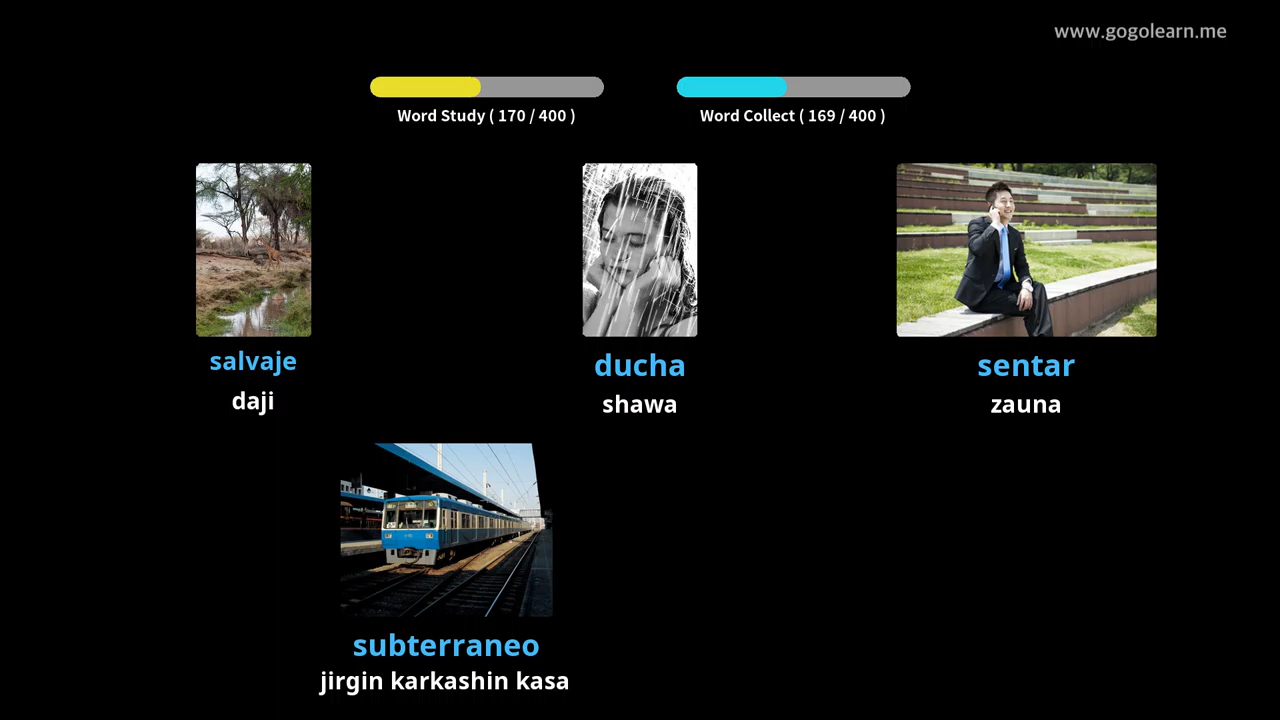 www.gogolearn.me
Word Study ( 170 / 400 )
Word Collect ( 169 / 400 )
salvaje
daji
ducha
shawa
sentar
zauna
subterraneo
jirgin karkashin kasa